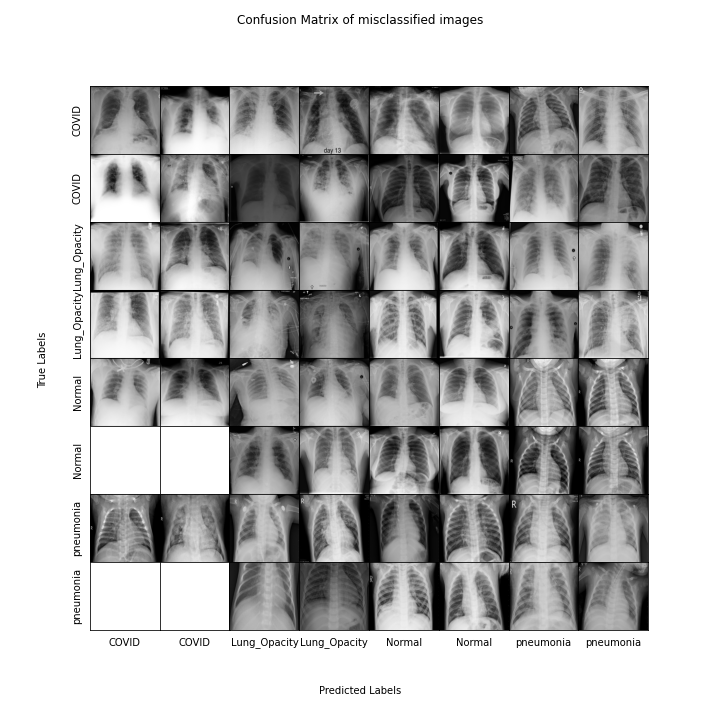 Confusion Matrix of misclassified images
COVID
day 13
COVID
Lung_Opacity
Lung_Opacity
True Labels
Normal
Normal
R
pneumonia
R
pneumonia
COVID COVID Lung_Opacity Lung_Opacity Normal Normal pneumonia pneumonia
Predicted Labels